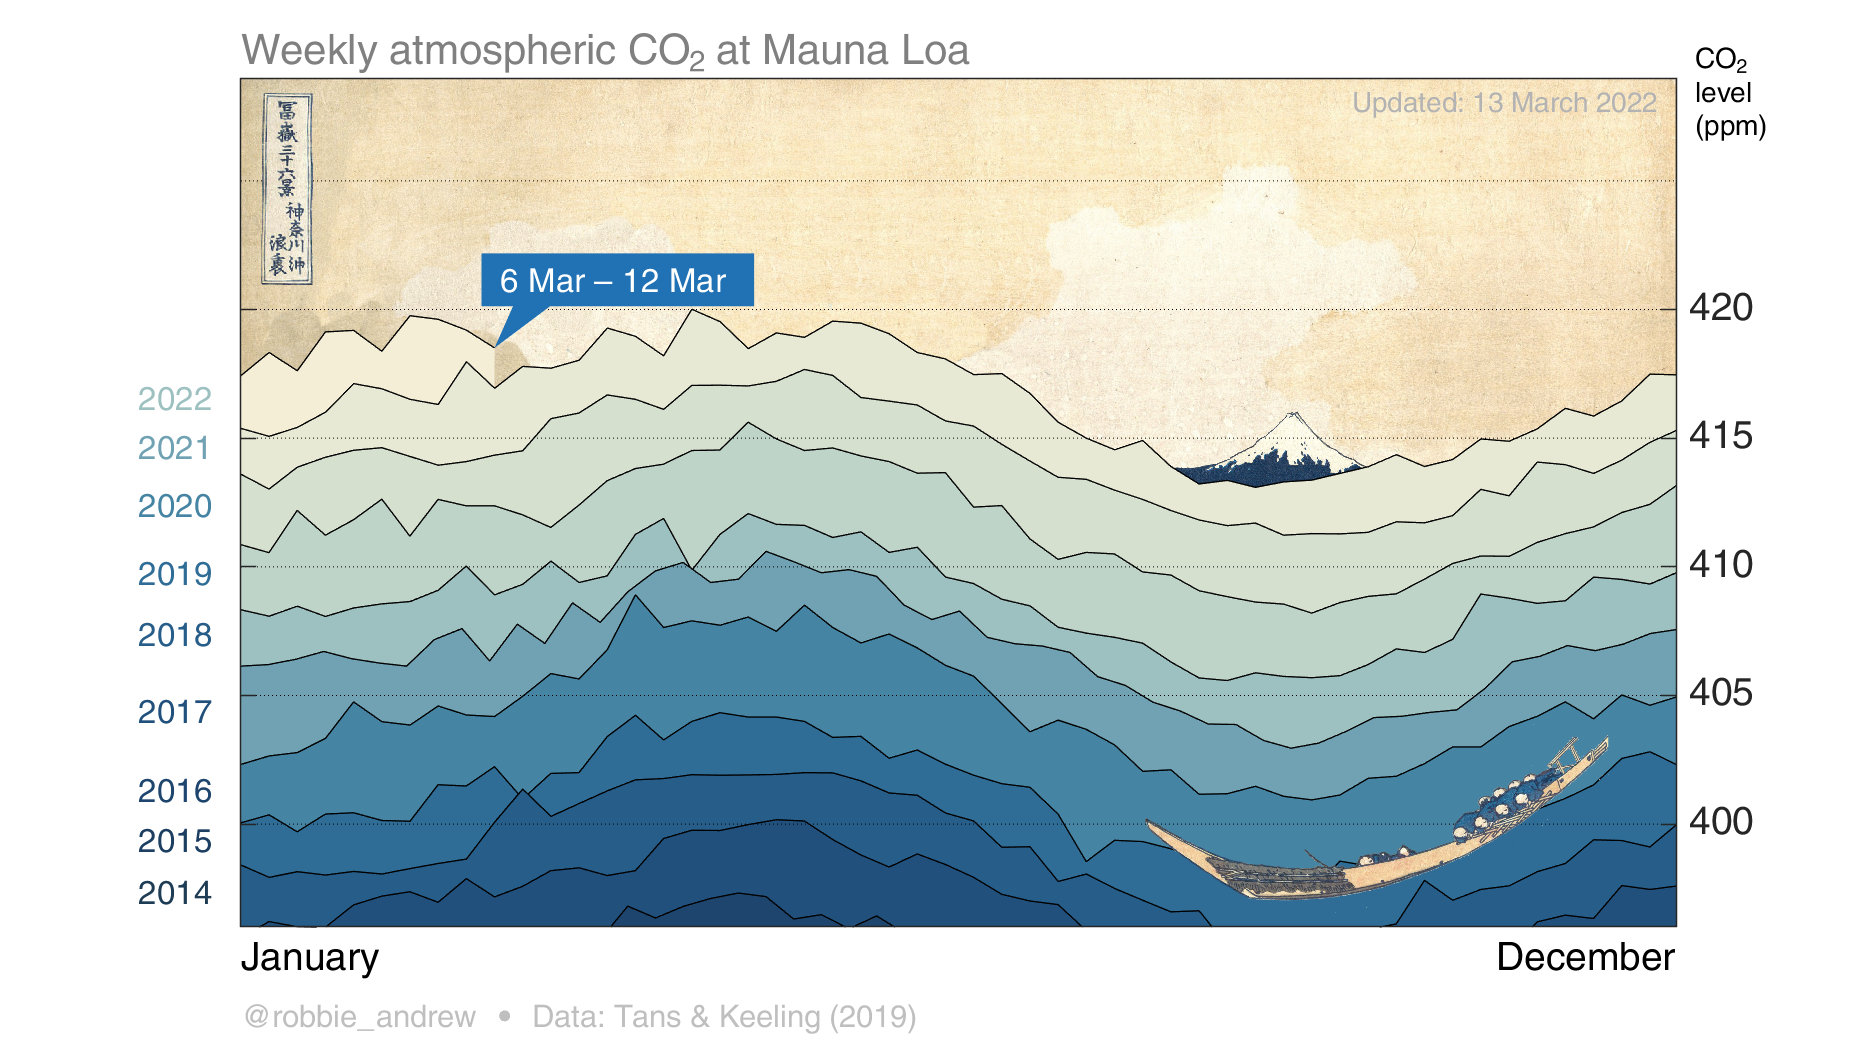 Weekly atmospheric CO₂ at Mauna Loa
CO₂
level
(ppm)
Updated: 13 March 2022
冨嶽三十六景
神奈川沖
浪裏
6 Mar – 12 Mar
420
415
410
405
400
2022
2021
2020
2019
2018
2017
2016
2015
2014
January
December
@robbie_andrew • Data: Tans & Keeling (2019)